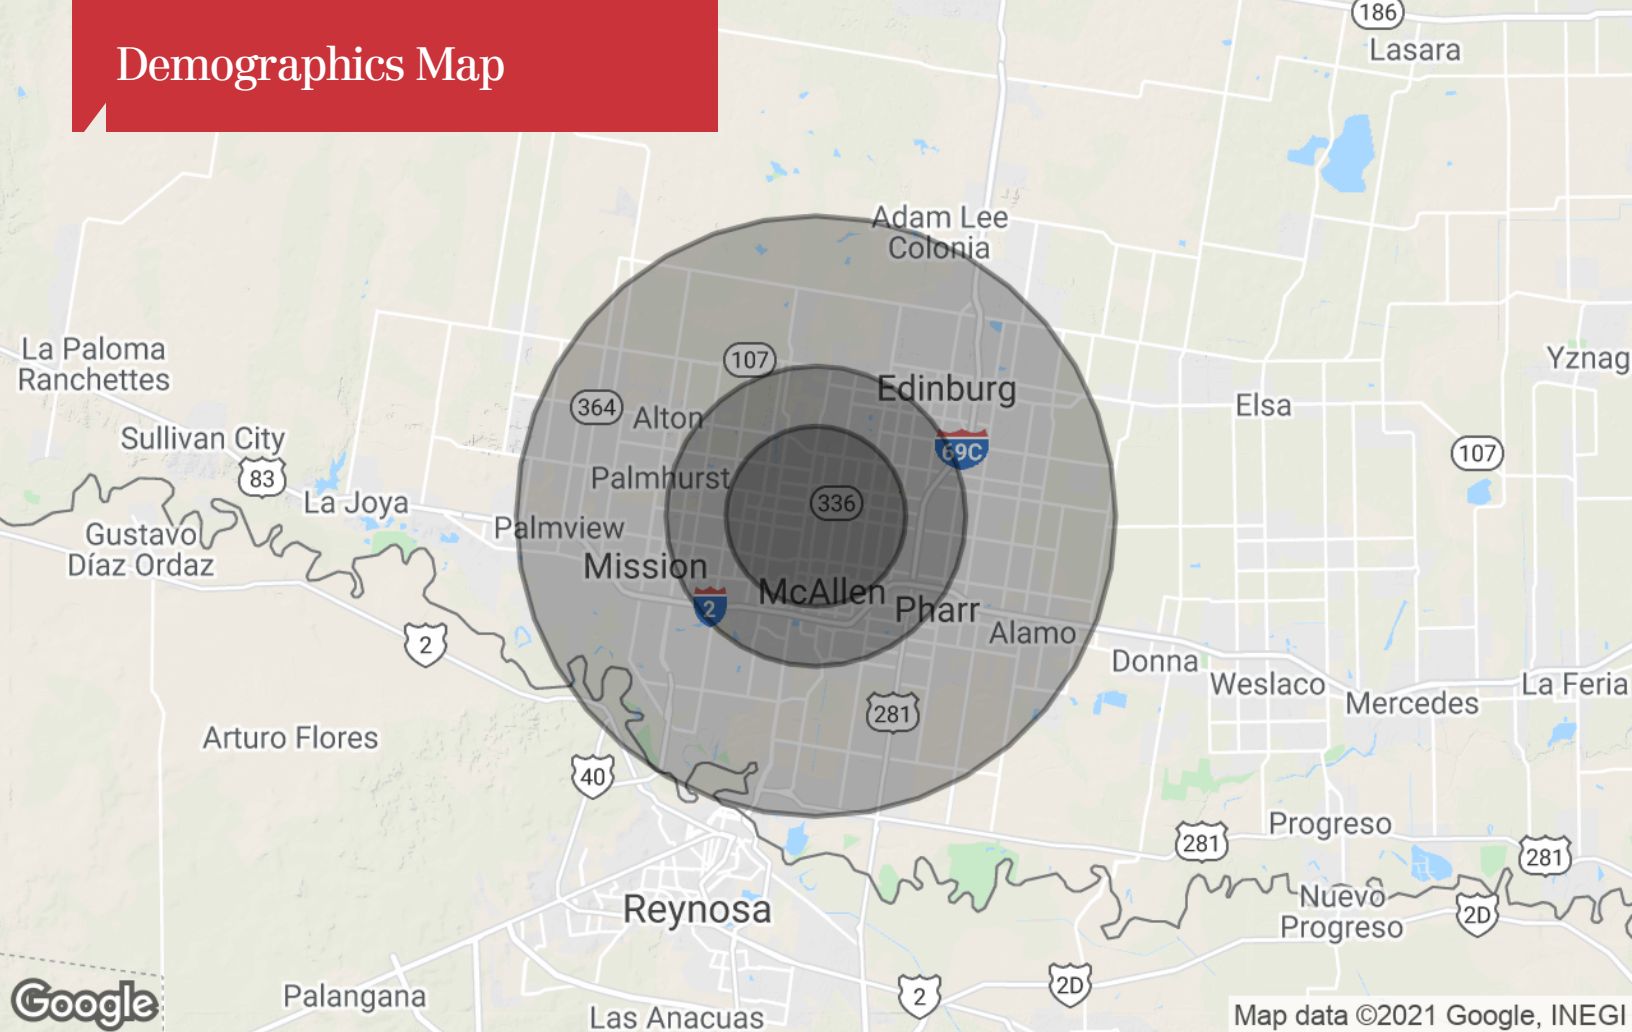 Demographics Map
186
Lasara
Adam Lee
Colonia
La Paloma
Ranchettes
107
Yznag
364
Alton
Edinburg
Elsa
Sullivan City
69C
107
83
Palmhurst
336
La Joya
Gustavo
Díaz Ordaz
Palmview
Mission
McAllen
2
Pharr
Alamo
2
Donna
Weslaco
La Feria
Mercedes
281
Arturo Flores
40
Progreso
281
281
Reynosa
Nuevo
Progreso
2D
2D
Palangana
2
Las Anacuas
Google
Map data ©2021 Google, INEGI